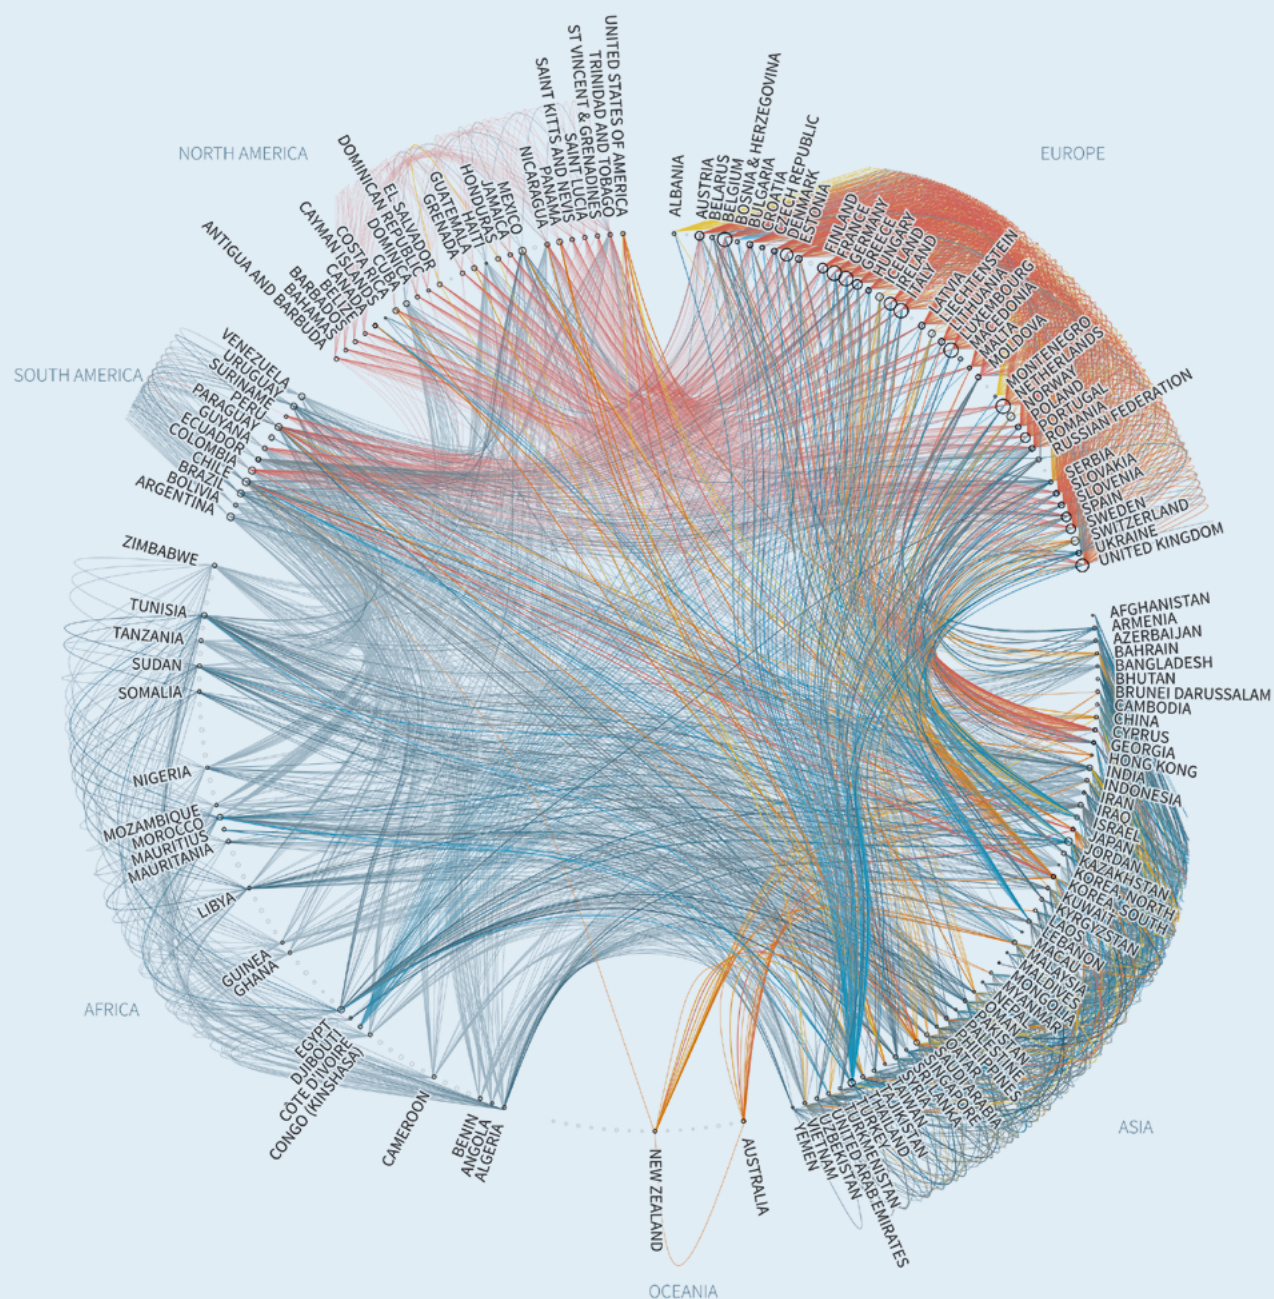 NORTH AMERICA
UNITED STATES OF AMERICA
TRINIDAD AND TOBAGO
ST VINCENT & GRENADINES
SAINT LUCIA
SAINT KITTS AND NEVIS
PANAMA
NICARAGUA
MEXICO
JAMAICA
HONDURAS
HAITI
GUATEMALA
GRENADA
EL SALVADOR
DOMINICAN REPUBLIC
DOMINICA
CUBA
COSTA RICA
CAYMAN ISLANDS
CANADA
BELIZE
BARBADOS
BAHAMAS
ANTIGUA AND BARBUDA
EUROPE
ALBANIA
AUSTRIA
BELARUS
BELGIUM
BOSNIA & HERZEGOVINA
BULGARIA
CROATIA
CZECH REPUBLIC
DENMARK
ESTONIA
FINLAND
FRANCE
GERMANY
GREECE
HUNGARY
ICELAND
IRELAND
ITALY
LATVIA
LIECHTENSTEIN
LITHUANIA
LUXEMBOURG
MACEDONIA
MALTA
MOLDOVA
MONTENEGRO
NETHERLANDS
NORWAY
POLAND
PORTUGAL
ROMANIA
RUSSIAN FEDERATION
SERBIA
SLOVAKIA
SLOVENIA
SPAIN
SWEDEN
SWITZERLAND
UKRAINE
UNITED KINGDOM
SOUTH AMERICA
VENEZUELA
URUGUAY
SURINAME
PERU
PARAGUAY
GUYANA
ECUADOR
COLOMBIA
CHILE
BRAZIL
BOLIVIA
ARGENTINA
AFGHANISTAN
ARMENIA
AZERBAIJAN
BAHRAIN
BANGLADESH
BHUTAN
BRUNEI DARUSSALAM
CAMBODIA
CHINA
CYPRUS
GEORGIA
HONG KONG
INDIA
INDONESIA
IRAN
IRAQ
ISRAEL
JAPAN
JORDAN
KAZAKHSTAN
KOREA NORTH
KOREA SOUTH
KUWAIT
KYRGYZSTAN
LAOS
LEBANON
MACAU
MALAYSIA
MALDIVES
MONGOLIA
MYANMAR
NEPAL
OMAN
PAKISTAN
PALESTINE
PHILIPPINES
QATAR
SAUDI ARABIA
SINGAPORE
SRI LANKA
SYRIA
TAIWAN
TAJIKISTAN
THAILAND
TURKEY
TURKMENISTAN
UNITED ARAB EMIRATES
UZBEKISTAN
VIETNAM
YEMEN
ASIA
ZIMBABWE
TUNISIA
TANZANIA
SUDAN
SOMALIA
NIGERIA
MOZAMBIQUE
MOROCCO
MAURITIUS
MAURITANIA
LIBYA
GUINEA
GHANA
AFRICA
EGYPT
DJIBOUTI
CÔTE D'IVOIRE
CONGO (KINSHASA)
CAMEROON
BENIN
ANGOLA
ALGERIA
NEW ZEALAND
AUSTRALIA
OCEANIA